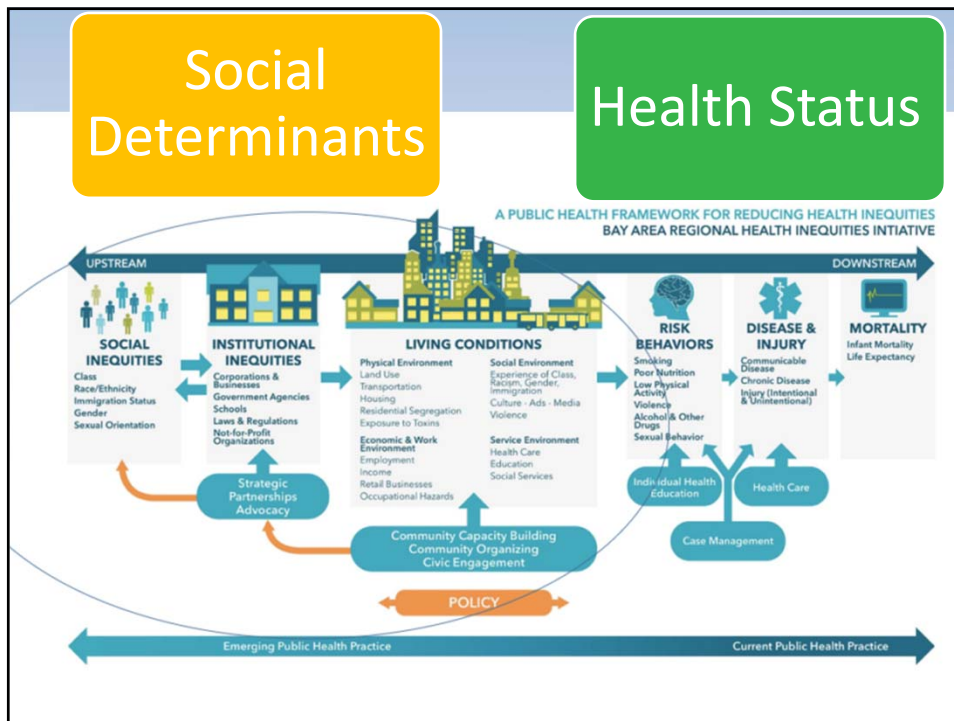 Social
Determinants
Health Status
A PUBLIC HEALTH FRAMEWORK FOR REDUCING HEALTH INEQUITIES
BAY AREA REGIONAL HEALTH INEQUITIES INTIATIVE
UPSTREAM
DOWNSTREAM
SOCIAL
INEQUITIES
Class
Race/Ethnicity
Immigration Status
Gender
Sexual Orientation
INSTITUTIONAL
INEQUITIES
Corporations &
Businesses
Government Agencies
Schools
Laws & Regulations
Not-for-Profit
Organizations
LIVING CONDITIONS
Physical Environment
Land Use
Transportation
Housing
Residential Segregation
Exposure to Toxins
Economic & Work
Environment
Employment
Income
Retail Businesses
Occupational Hazards
Social Environment
Experience of Class,
Racism, Gender,
Immigration
Culture - Ads - Media
Violence
Service Environment
Health Care
Education
Social Services
RISK
BEHAVIORS
Smoking
Poor Nutrition
Low Physical
Activity
Violence
Alcohol & Other
Drugs
Sexual Behavior
DISEASE &
INJURY
Communicable
Disease
Chronic Disease
Injury (Intentional
& Unintentional)
MORTALITY
Infant Mortality
Life Expectancy
Strategic
Partnerships
Advocacy
Community Capacity Building
Community Organizing
Civic Engagement
Individual Health
Education
Health Care
Case Management
POLICY
Emerging Public Health Practice
Current Public Health Practice